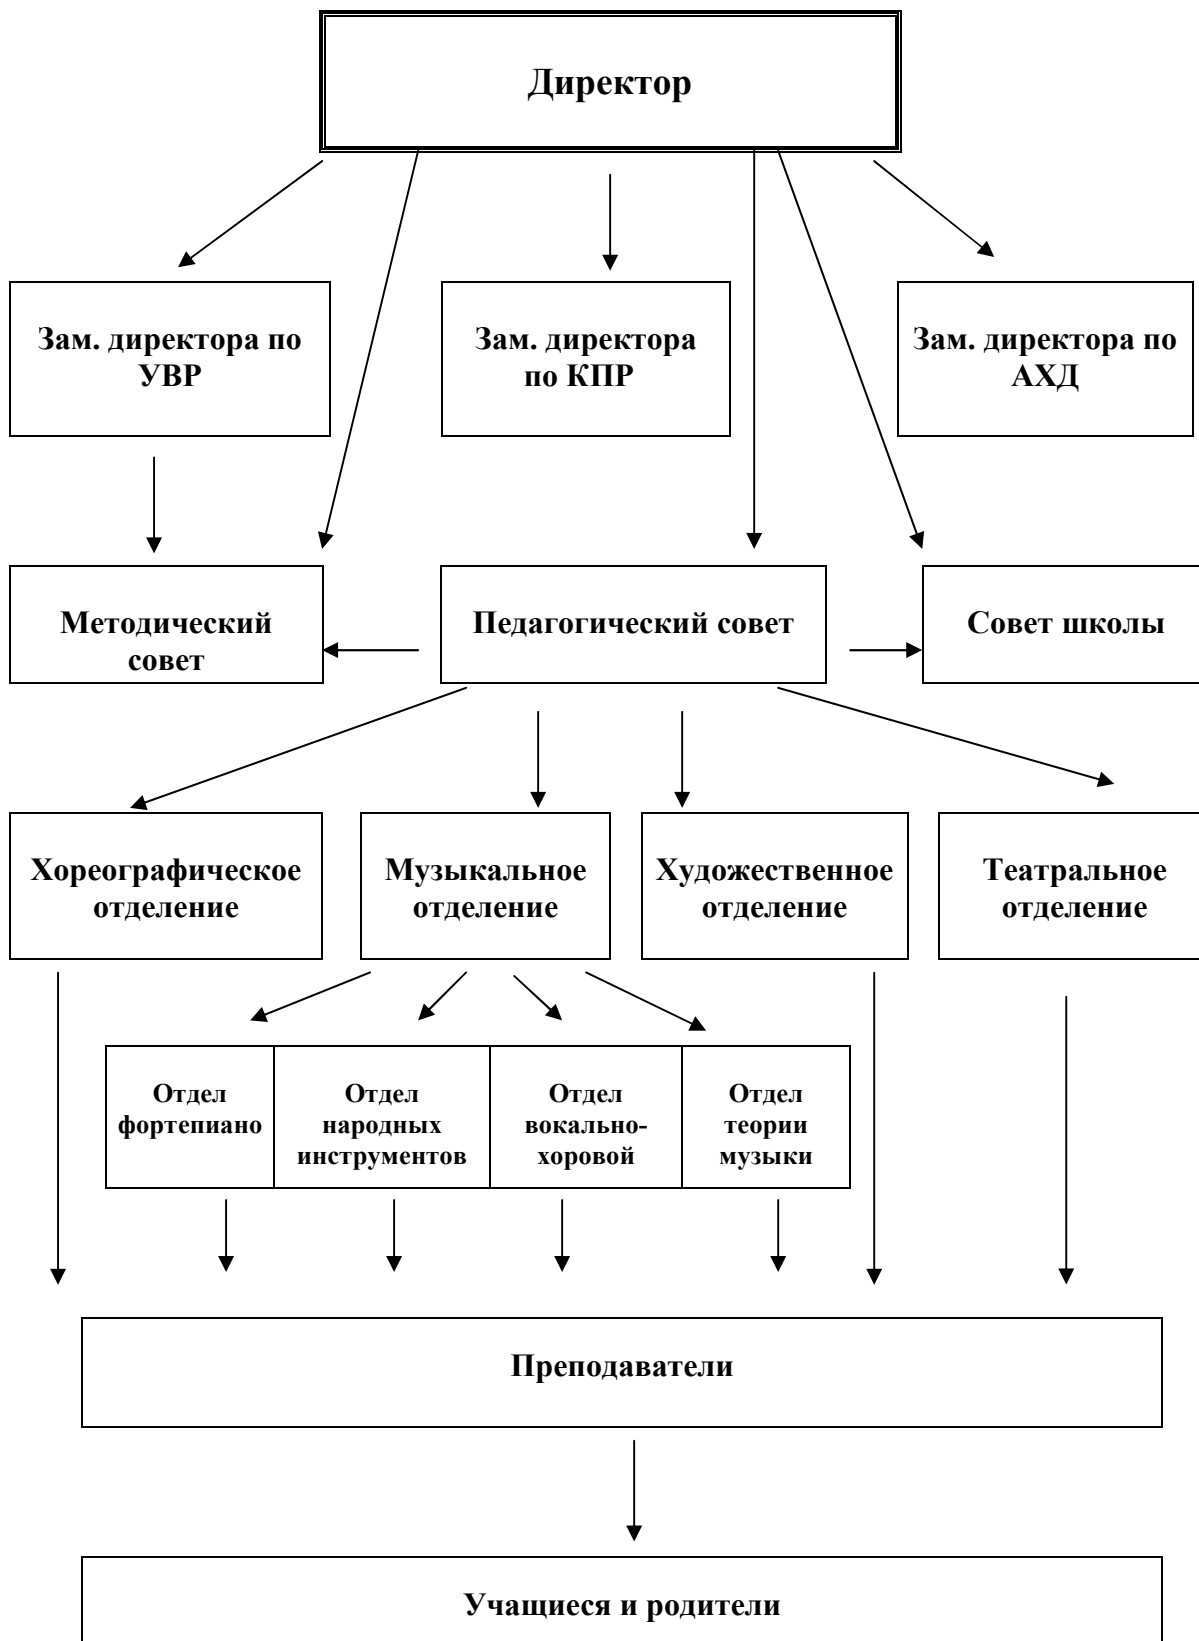 Директор
Зам. директора по
УВР
Зам. директора
по КПР
Зам. директора по
АХД
Методический
совет
Педагогический совет
Совет школы
Хореографическое
отделение
Музыкальное
отделение
Художественное
отделение
Театральное
отделение
Отдел
фортепиано
Отдел
народных
инструментов
Отдел
вокально-
хоровой
Отдел
теории
музыки
Преподаватели
Учащиеся и родители